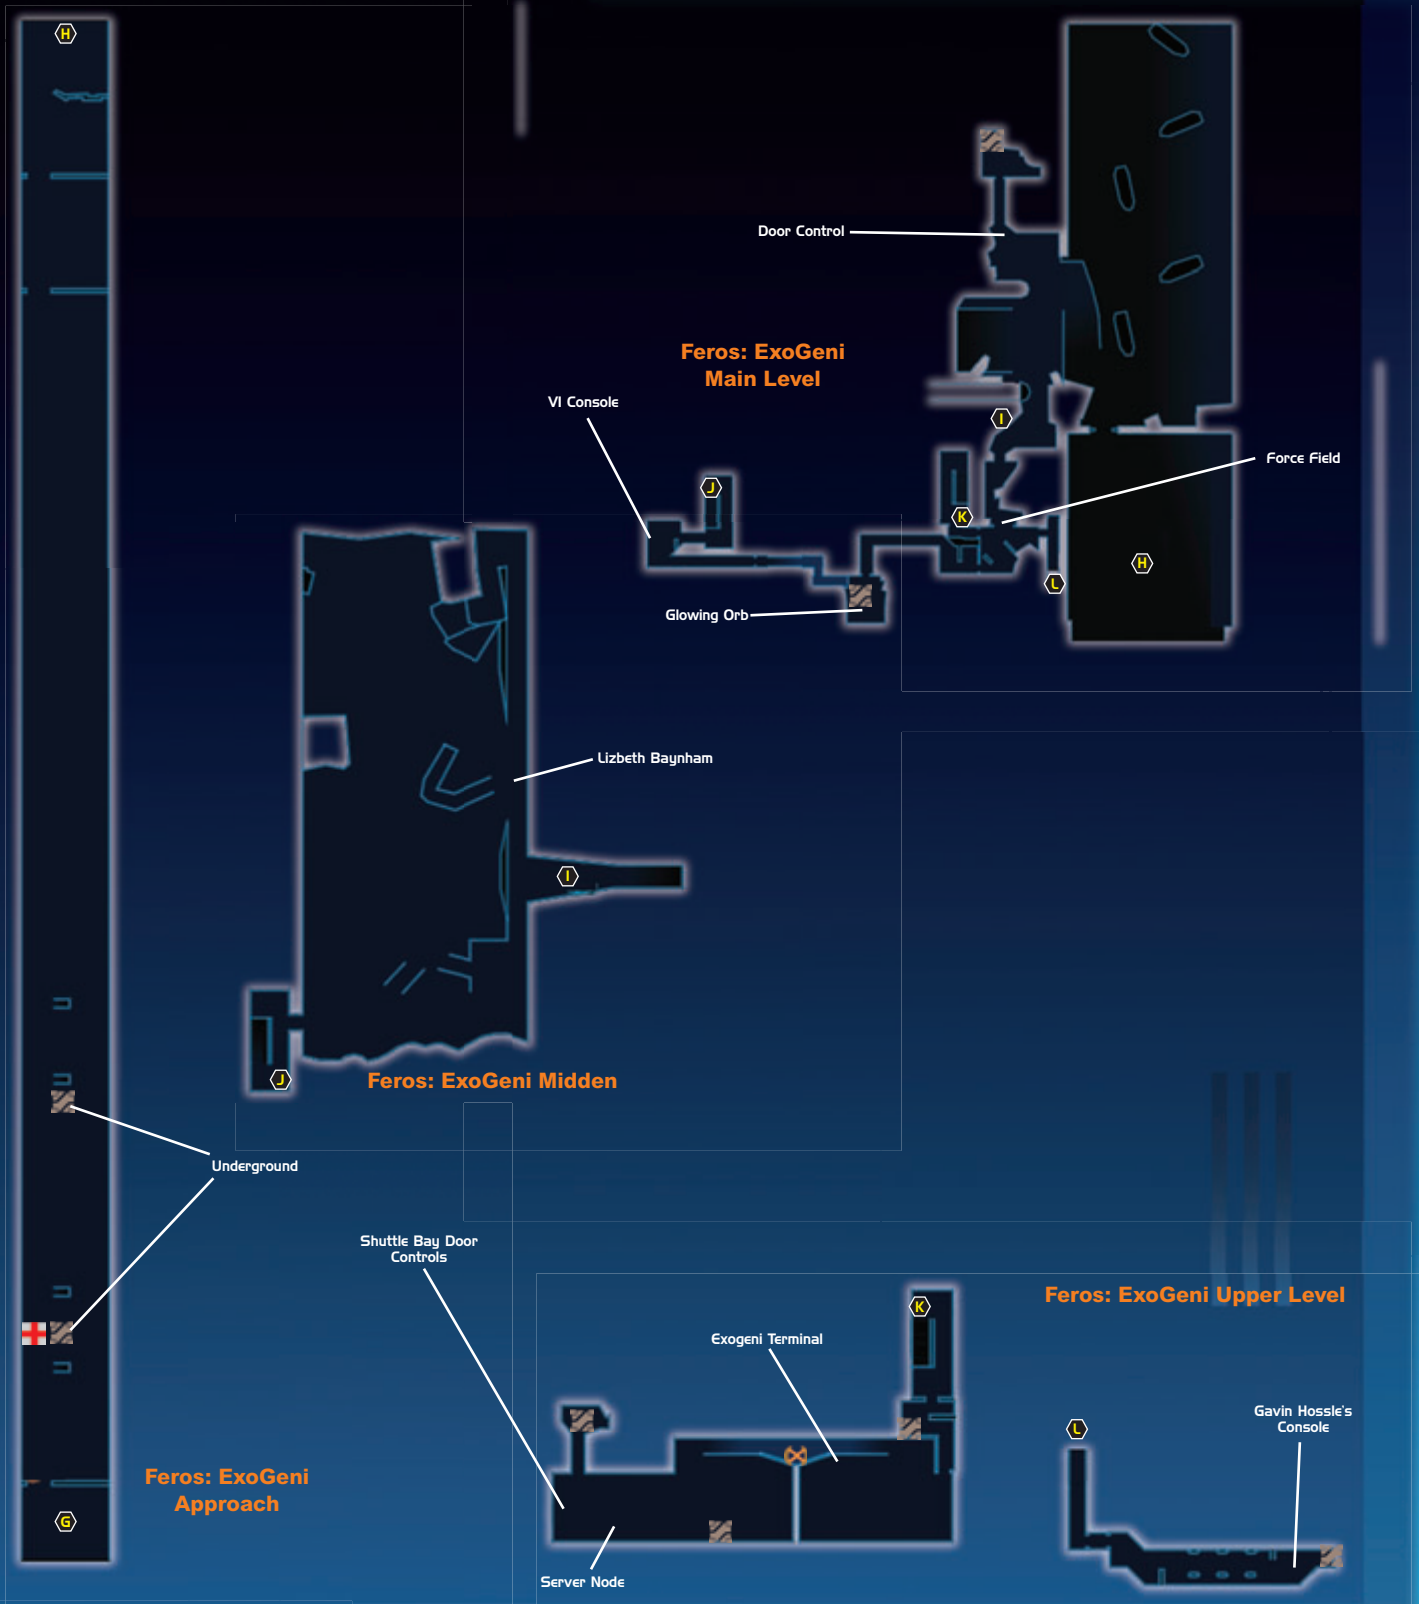 H
Door Control
Feros: ExoGeni
Main Level
VI Console
I
Force Field
J
K
H
L
Glowing Orb
Lizbeth Baynham
I
J
Feros: ExoGeni Midden
Underground
Shuttle Bay Door
Controls
Feros: ExoGeni Upper Level
K
Exogeni Terminal
Gavin Hossle's
Console
L
Feros: ExoGeni
Approach
G
Server Node